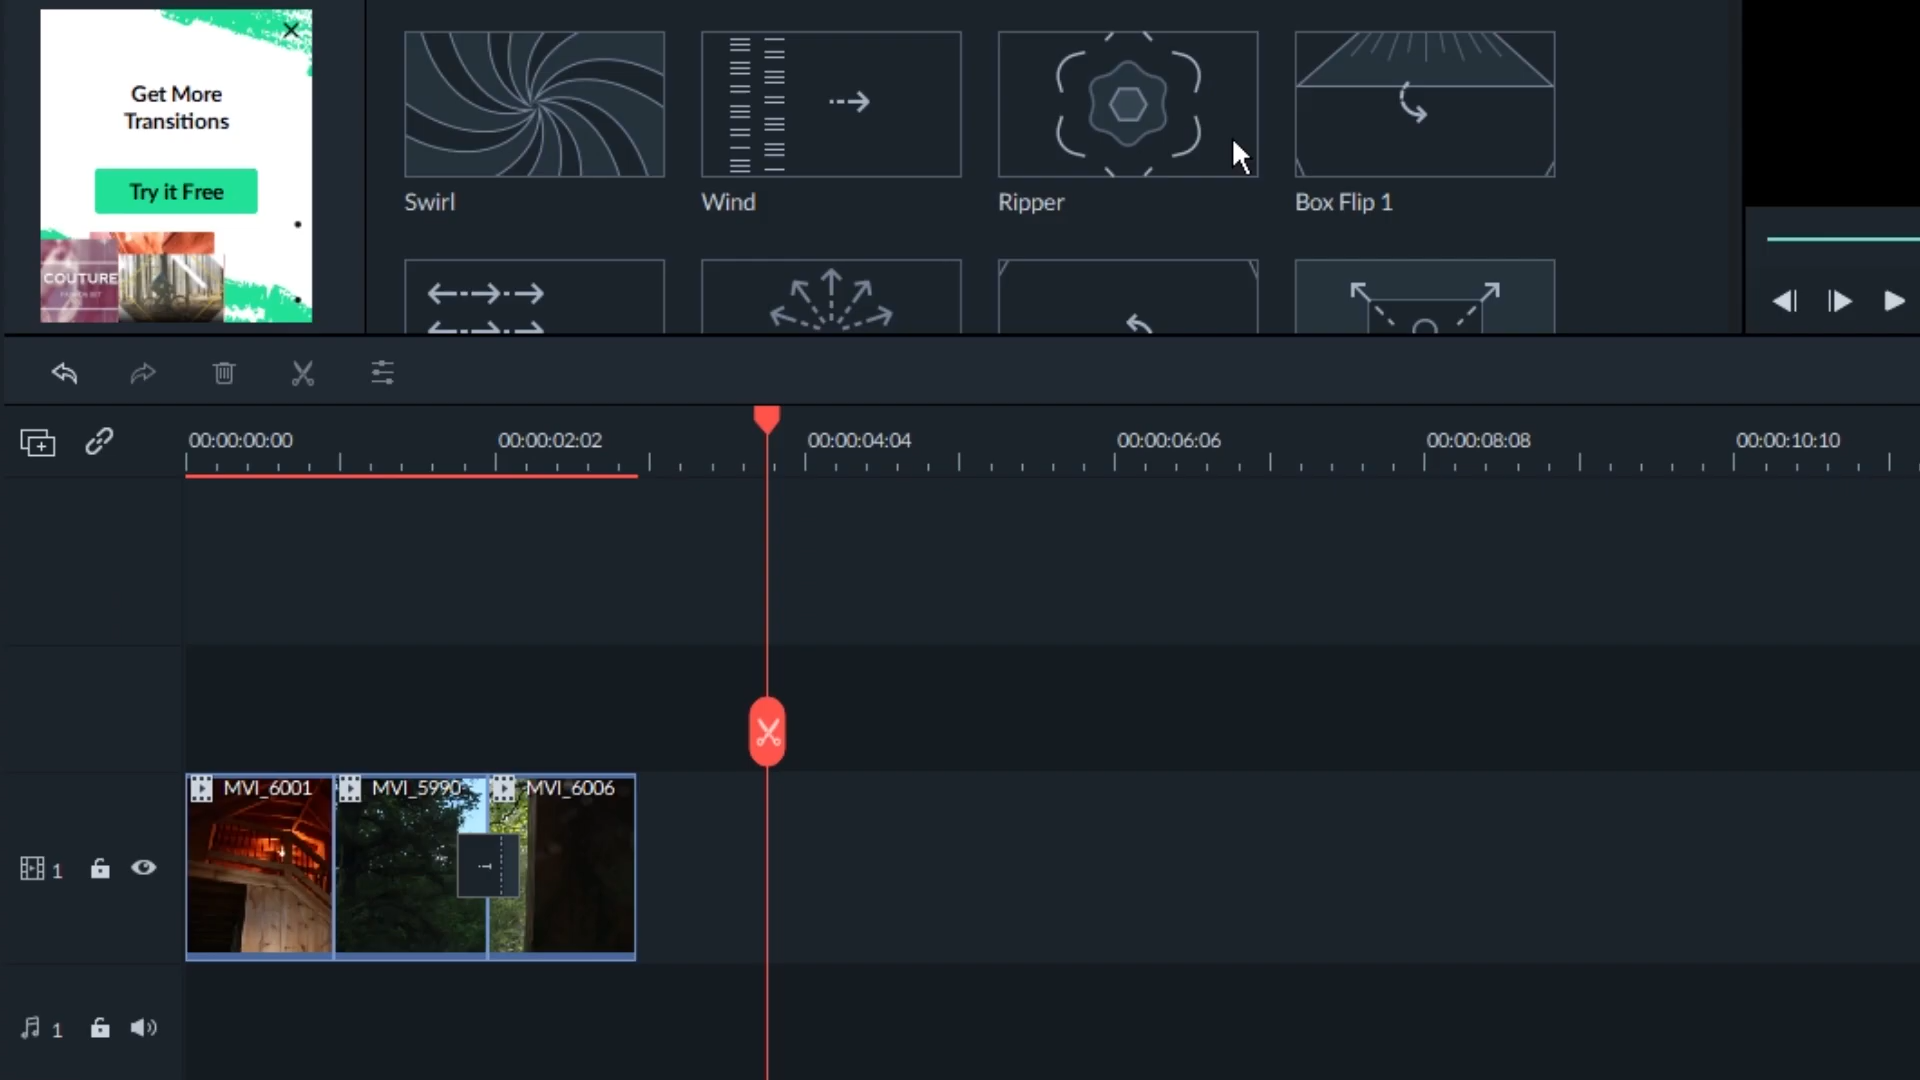 Get More
Transitions
Try it Free
COUTURE
Swirl
Wind
Ripper
Box Flip 1
00:00:00:00
00:00:02:02
00:00:04:04
00:00:06:06
00:00:08:08
00:00:10:10
MVI_6001
MVI_5990
MVI_6006
1
1